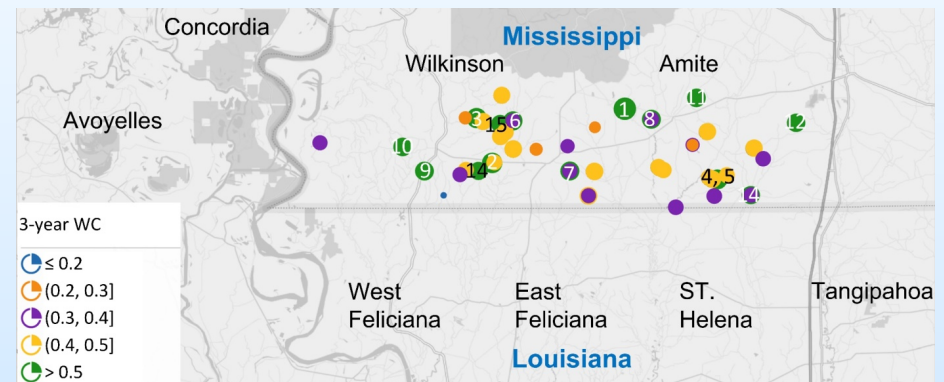 Concordia
Mississippi
Wilkinson
Amite
Avoyelles
11
1
3
15
6
8
12
10
2
9
14
7
4, 5
14
3-year WC
≤ 0.2
(0.2, 0.3]
(0.3, 0.4]
(0.4, 0.5]
> 0.5
West
Feliciana
East
Feliciana
ST.
Helena
Tangipahoa
Louisiana